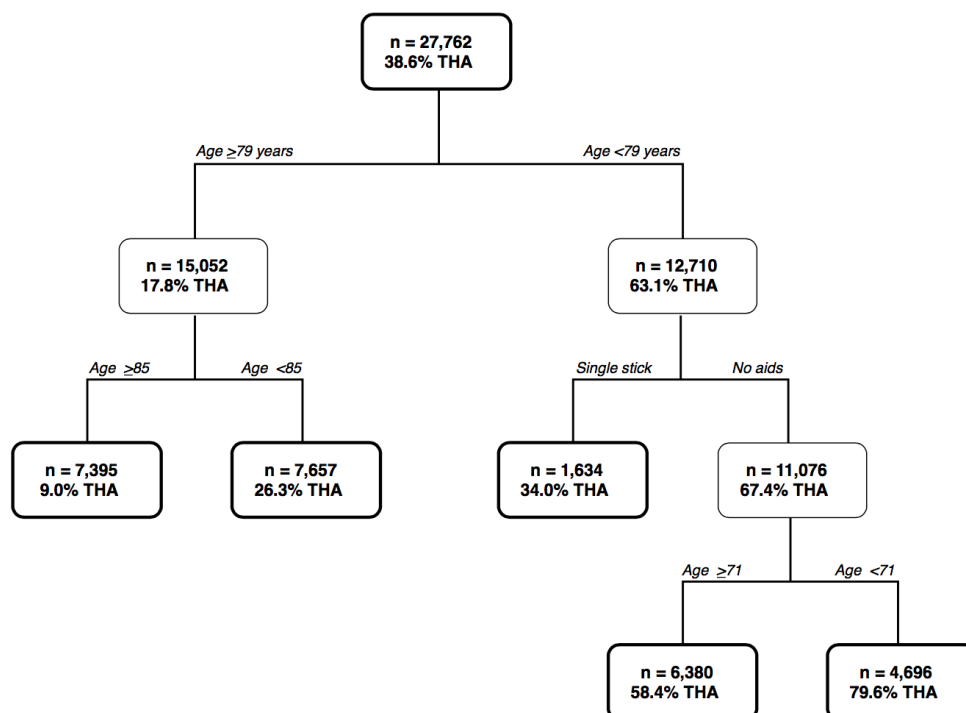 n = 27,762
38.6% THA
Age ≥79 years
Age <79 years
n = 15,052
17.8% THA
n = 12,710
63.1% THA
Age ≥85
Age <85
Single stick
No aids
n = 7,395
9.0% THA
n = 7,657
26.3% THA
n = 1,634
34.0% THA
n = 11,076
67.4% THA
Age ≥71
Age <71
n = 6,380
58.4% THA
n = 4,696
79.6% THA